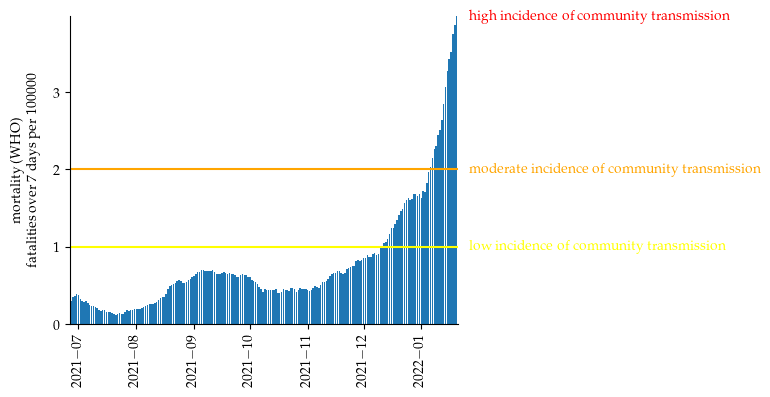 high incidence of community transmission
3
mortality (WHO)
fatalities over 7 days per 100000
2
moderate incidence of community transmission
1
low incidence of community transmission
0
2021−07
2021−08
2021−09
2021−10
2021−11
2021−12
2022−01